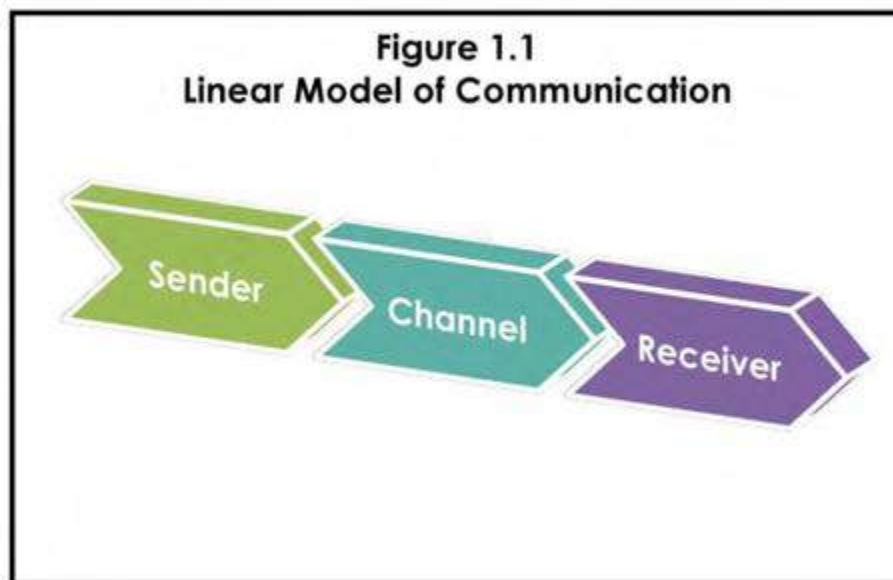 Figure 1.1
Linear Model of Communication
Sender
Channel
Receiver